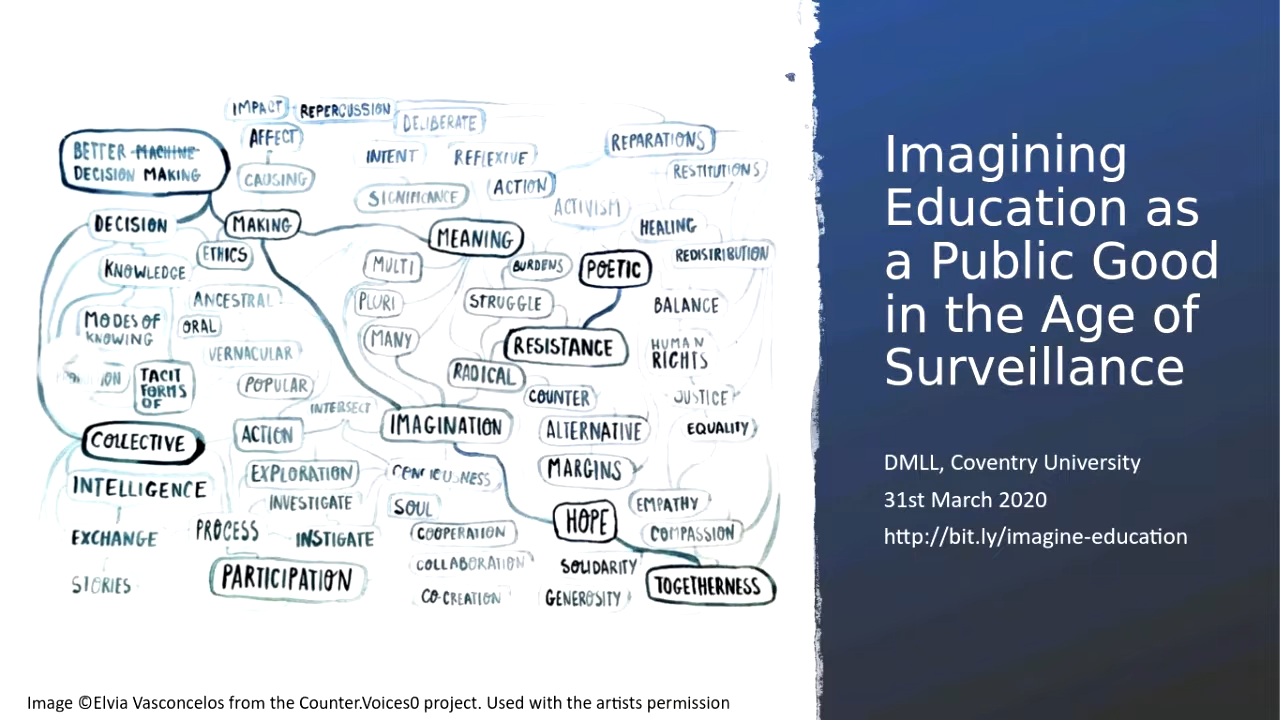 IMPACT REPERCUSSION
DELIBERATE
AFFECT
REPARATIONS
BETTER MACHINE
DECISION MAKING
INTENT REFLEXIVE
RESTITUTIONS
CAUSING
ACTION
SIGNIFICANCE
ACTIVISM
DECISION MAKING
HEALING
MEANING
ETHICS
REDISTRIBUTION
KNOWLEDGE
MULTI
BURDENS
POETIC
ANCESTRAL
PLURI
STRUGGLE
BALANCE
MODES OF
KNOWING
ORAL
MANY
RESISTANCE
HUMAN
RIGHTS
VERNACULAR
TACIT
FORMS
OF
RADICAL
POPULAR
COUNTER
JUSTICE
INTERSECT
COLLECTIVE
ACTION
IMAGINATION
ALTERNATIVE
EQUALITY
EXPLORATION
MARGINS
INTELLIGENCE
INVESTIGATE
SOUL
EMPATHY
HOPE
EXCHANGE
PROCESS
INSTIGATE
COOPERATION
COMPASSION
COLLABORATION
SOLIDARITY
STORIES
PARTICIPATION
TOGETHERNESS
CO-CREATION
GENEROSITY
Imagining
Education as
a Public Good
in the Age of
Surveillance
DMLL, Coventry University
31st March 2020
http://bit.ly/imagine-education
Image ©Elvia Vasconcelos from the Counter.Voices0 project. Used with the artists permission